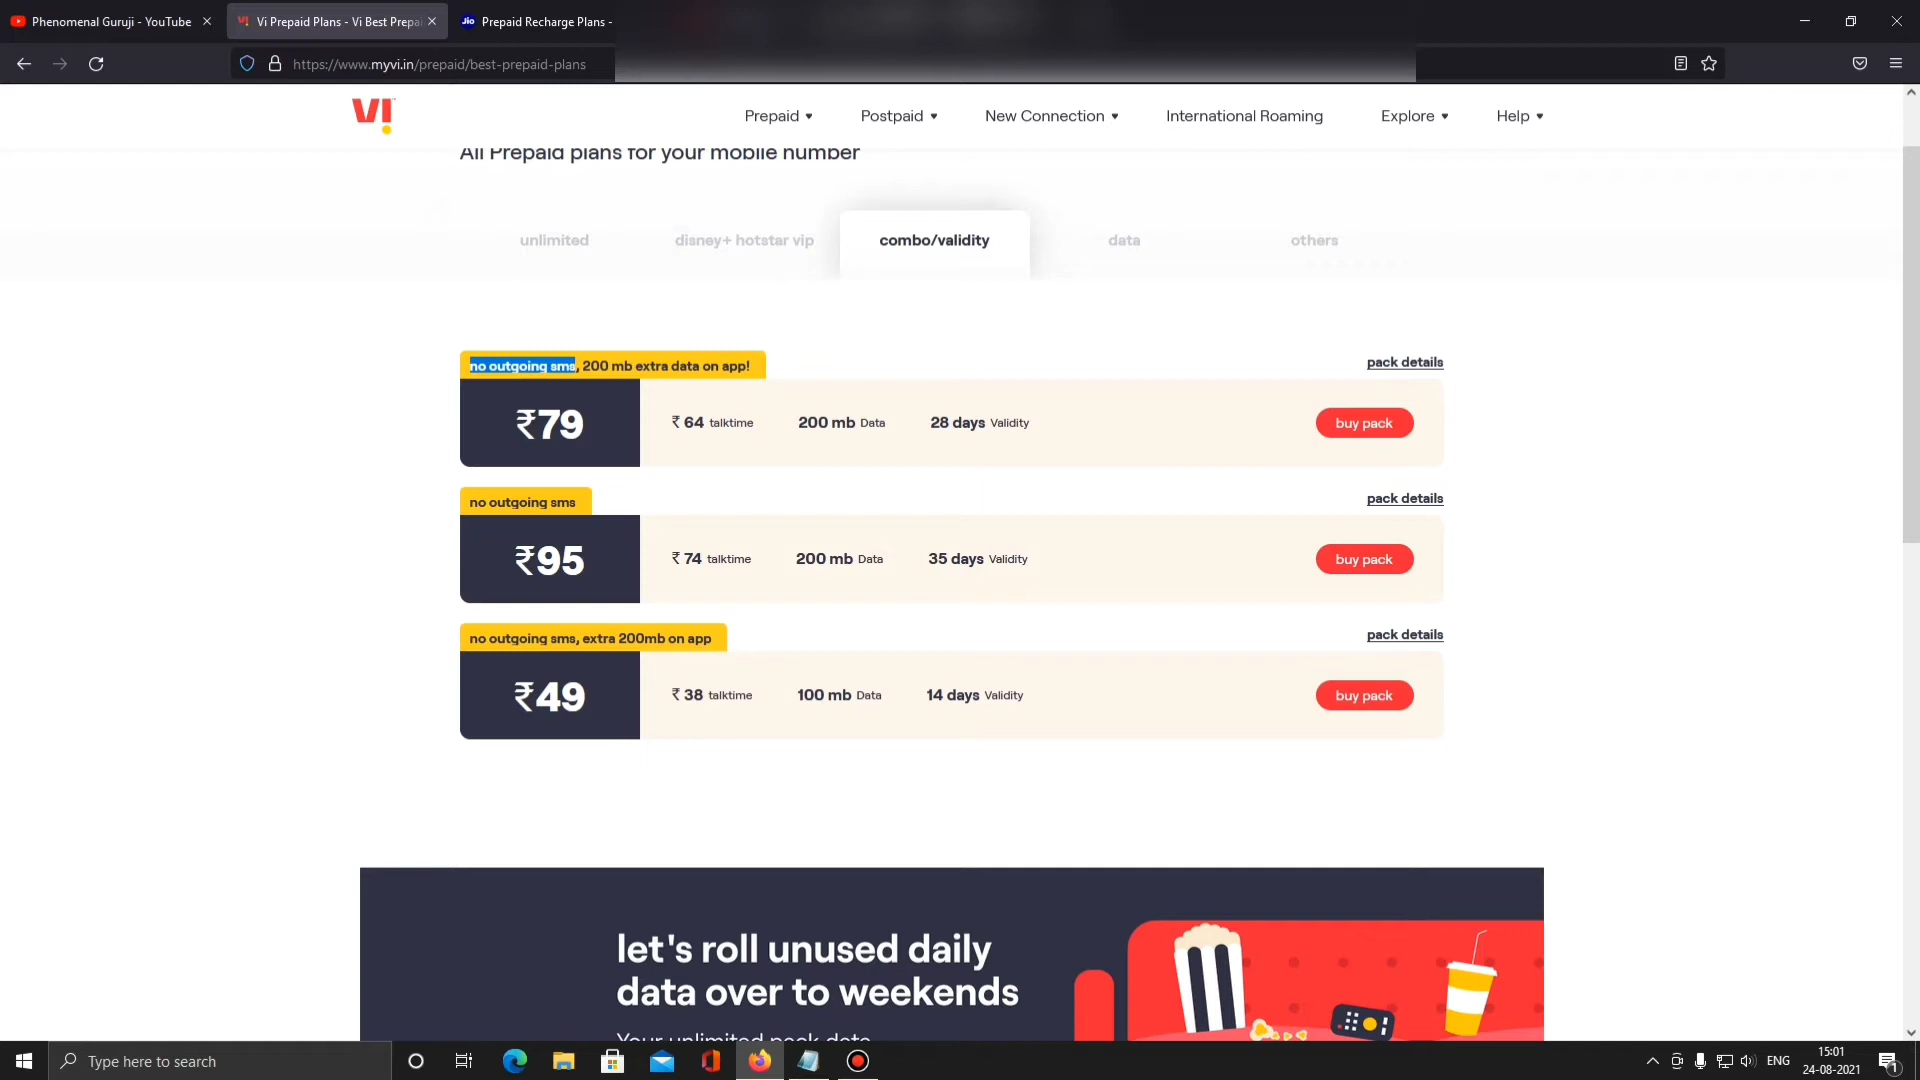 Phenomenal Guruji - YouTube
Vi Prepaid Plans - Vi Best Prepa
Jio Prepaid Recharge Plans -
https://www.myvi.in/prepaid/best-prepaid-plans
VI
Prepaid
Postpaid
New Connection
International Roaming
Explore
Help
All Prepaid plans for your mobile number
unlimited
disney+ hotstar vip
combo/validity
data
others
no outgoing sms, 200 mb extra data on app!
pack details
₹79
₹ 64 talktime
200 mb Data
28 days Validity
buy pack
no outgoing sms
pack details
₹95
₹ 74 talktime
200 mb Data
35 days Validity
buy pack
no outgoing sms, extra 200mb on app
pack details
₹49
₹ 38 talktime
100 mb Data
14 days Validity
buy pack
let's roll unused daily
data over to weekends
Your unlimited pack data
Type here to search
ENG
15:01
24-08-2021
1